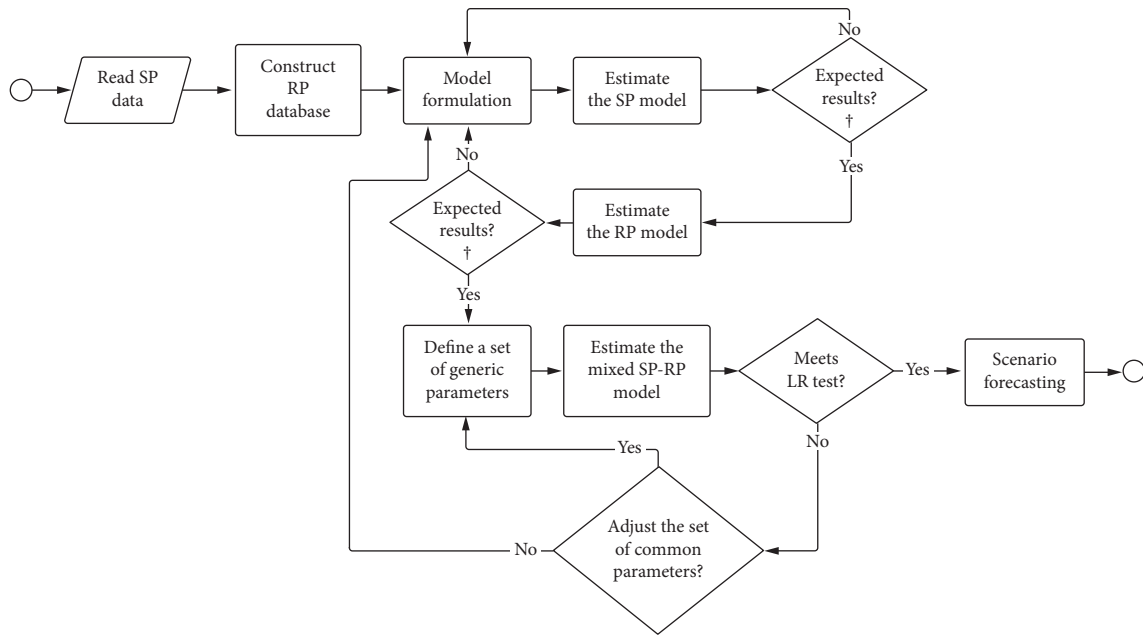 Read SP
data
Construct
RP
database
Model
formulation
Estimate
the SP model
No
Expected
results?
†
Yes
Estimate
the RP model
No
Expected
results?
†
Yes
Define a set
of generic
parameters
Estimate the
mixed SP-RP
model
Meets
LR test?
Yes
Scenario
forecasting
No
Yes
Adjust the set
of common
parameters?
No